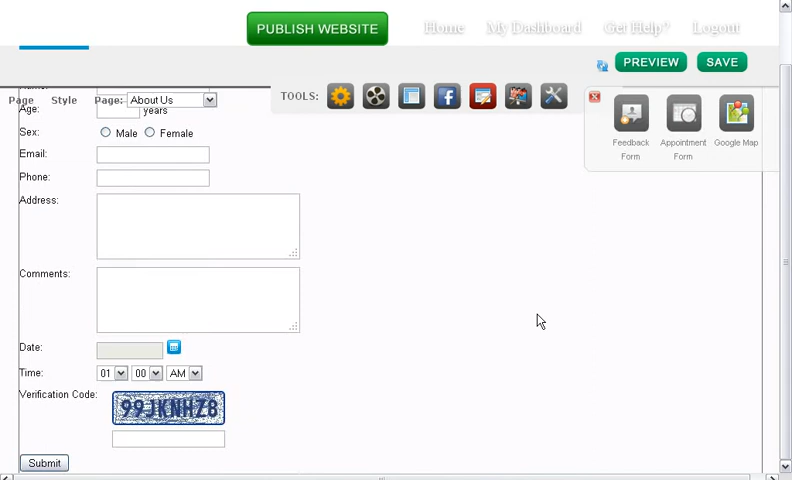 PUBLISH WEBSITE
Home My Dashboard Get Help? Logout
PREVIEW SAVE
Page Style Page: About Us
TOOLS:
Age: years
Sex: Male Female
Feedback Form
Appointment Form
Google Map
Email:
Phone:
Address:
Comments:
Date:
Time: 01 00 AM
Verification Code:
99JKNHZ8
Submit